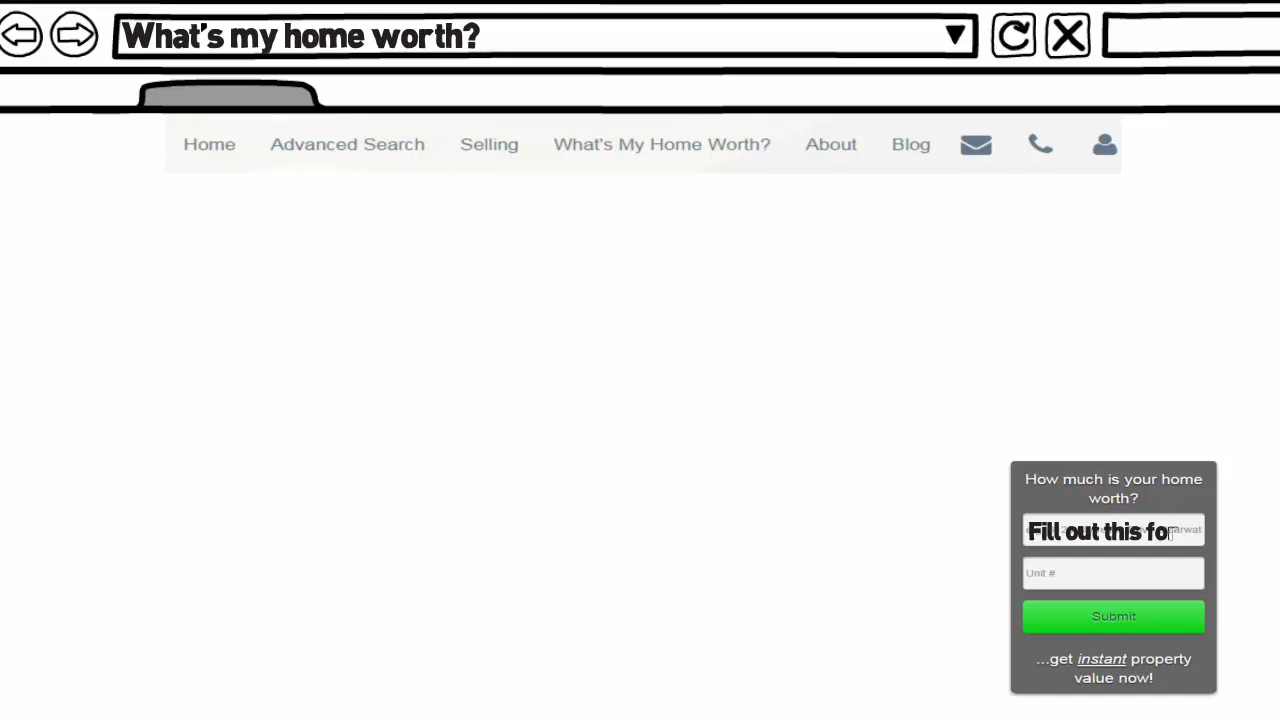 What's my home worth?
Home Advanced Search Selling What's My Home Worth? About Blog
How much is your home
worth?
Fill out this fo
Unit #
Submit
...get instant property
value now!